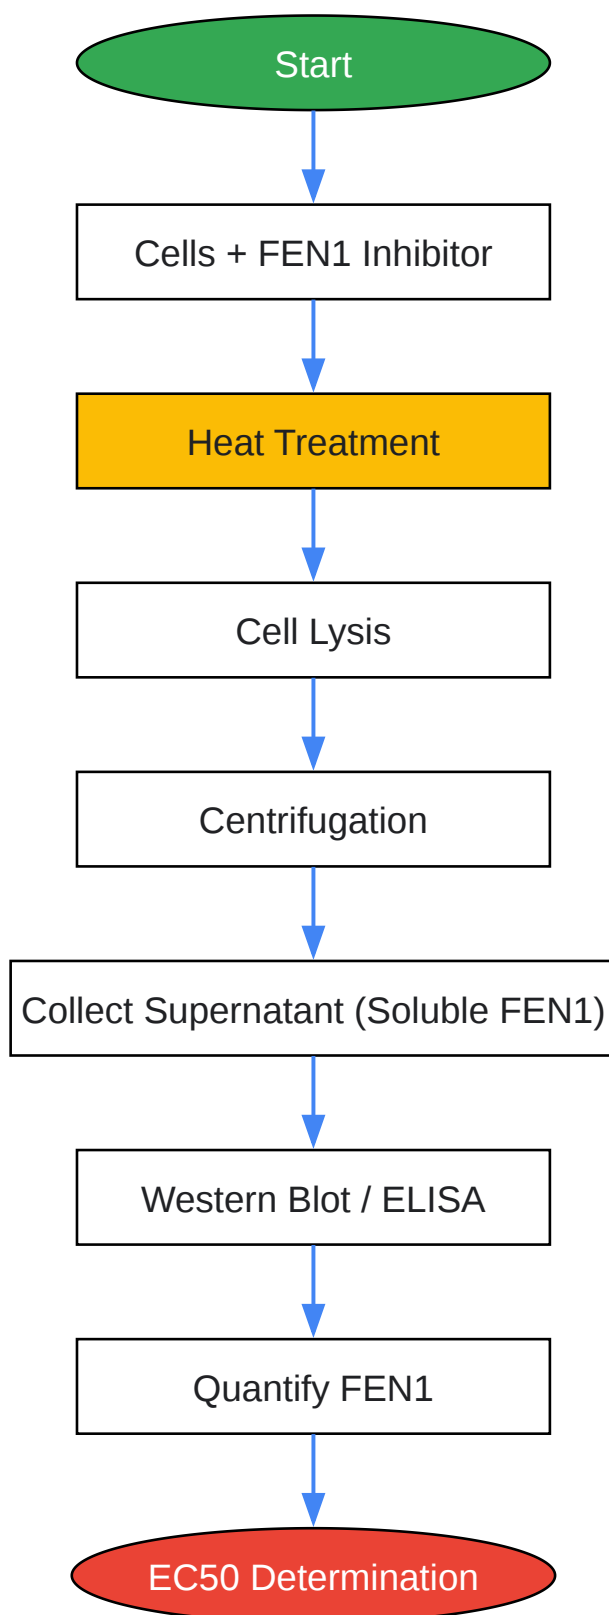 Start
Cells + FEN1 Inhibitor
Heat Treatment
Cell Lysis
Centrifugation
Collect Supernatant (Soluble FEN1)
Western Blot / ELISA
Quantify FEN1
EC50 Determination